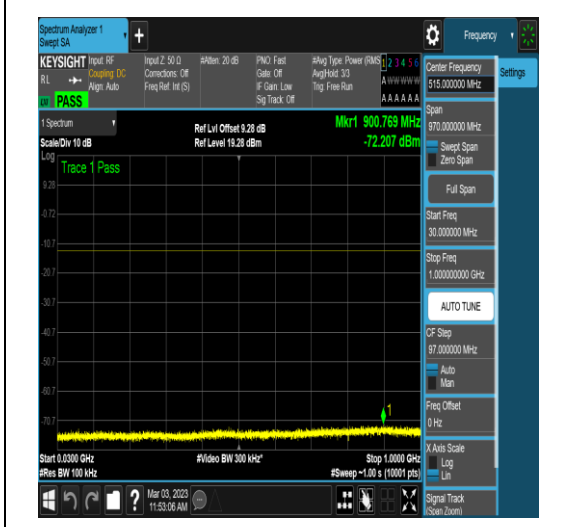 Spectrum Analyzer 1
Swept SA
+
Frequency
KEYSIGHT
Input: RF
Coupling: DC
Align: Auto
Input Z: 50 Ω
Corrections: Off
Freq Ref: Int (S)
#Atten: 20 dB
PNO: Fast
Gate: Off
IF Gain: Low
Sig Track: Off
#Avg Type: Power (RMS)
Avg|Hold: 3/3
Trig: Free Run
1 2 3 4 5 6
A W W W W W
A A A A A A
R L
PASS
1 Spectrum
Scale/Div 10 dB
Ref Lvl Offset 9.28 dB
Ref Level 19.28 dBm
Mkr1 900.769 MHz
-72.207 dBm
Log
Trace 1 Pass
9.28
-0.72
-10.7
-20.7
-30.7
-40.7
-50.7
-60.7
-70.7
1
Start 0.0300 GHz
#Res BW 100 kHz
#Video BW 300 kHz*
Stop 1.0000 GHz
#Sweep ~1.00 s (10001 pts)
Mar 03, 2023
11:53:06 AM
?
Center Frequency
515.000000 MHz
Settings
Span
970.000000 MHz
Swept Span
Zero Span
Full Span
Start Freq
30.000000 MHz
Stop Freq
1.000000000 GHz
AUTO TUNE
CF Step
97.000000 MHz
Auto
Man
Freq Offset
0 Hz
X Axis Scale
Log
Lin
Signal Track
(Span Zoom)